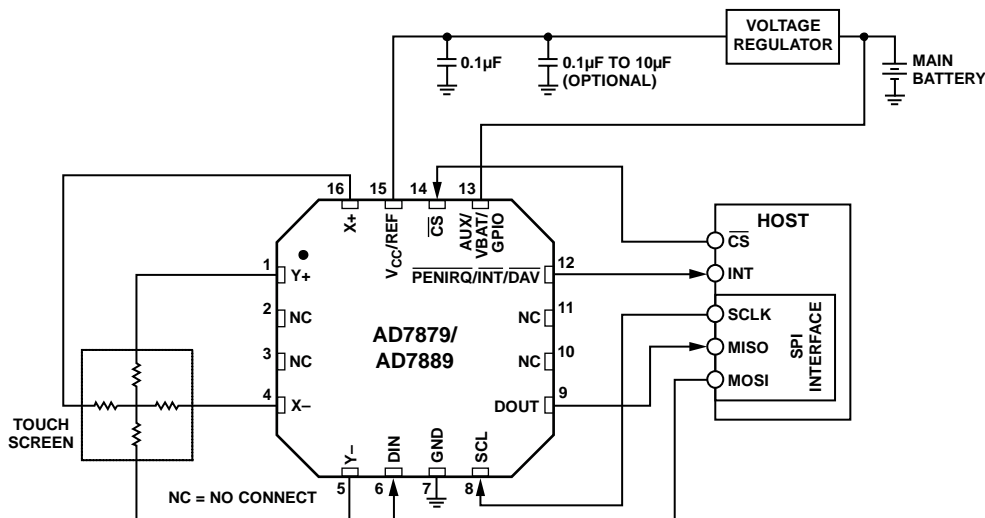 VOLTAGE
REGULATOR
MAIN
BATTERY
0.1µF
0.1µF TO 10µF
(OPTIONAL)
16
15
14
13
X+
VCC/REF
CS
AUX/
VBAT/
GPIO
HOST
CS
INT
SCLK
MISO
MOSI
SPI
INTERFACE
1
Y+
2
NC
3
NC
4
X–
PENIRQ/INT/DAV
12
NC
11
NC
10
DOUT
9
AD7879/
AD7889
TOUCH
SCREEN
Y–
DIN
GND
SCL
5
6
7
8
NC = NO CONNECT